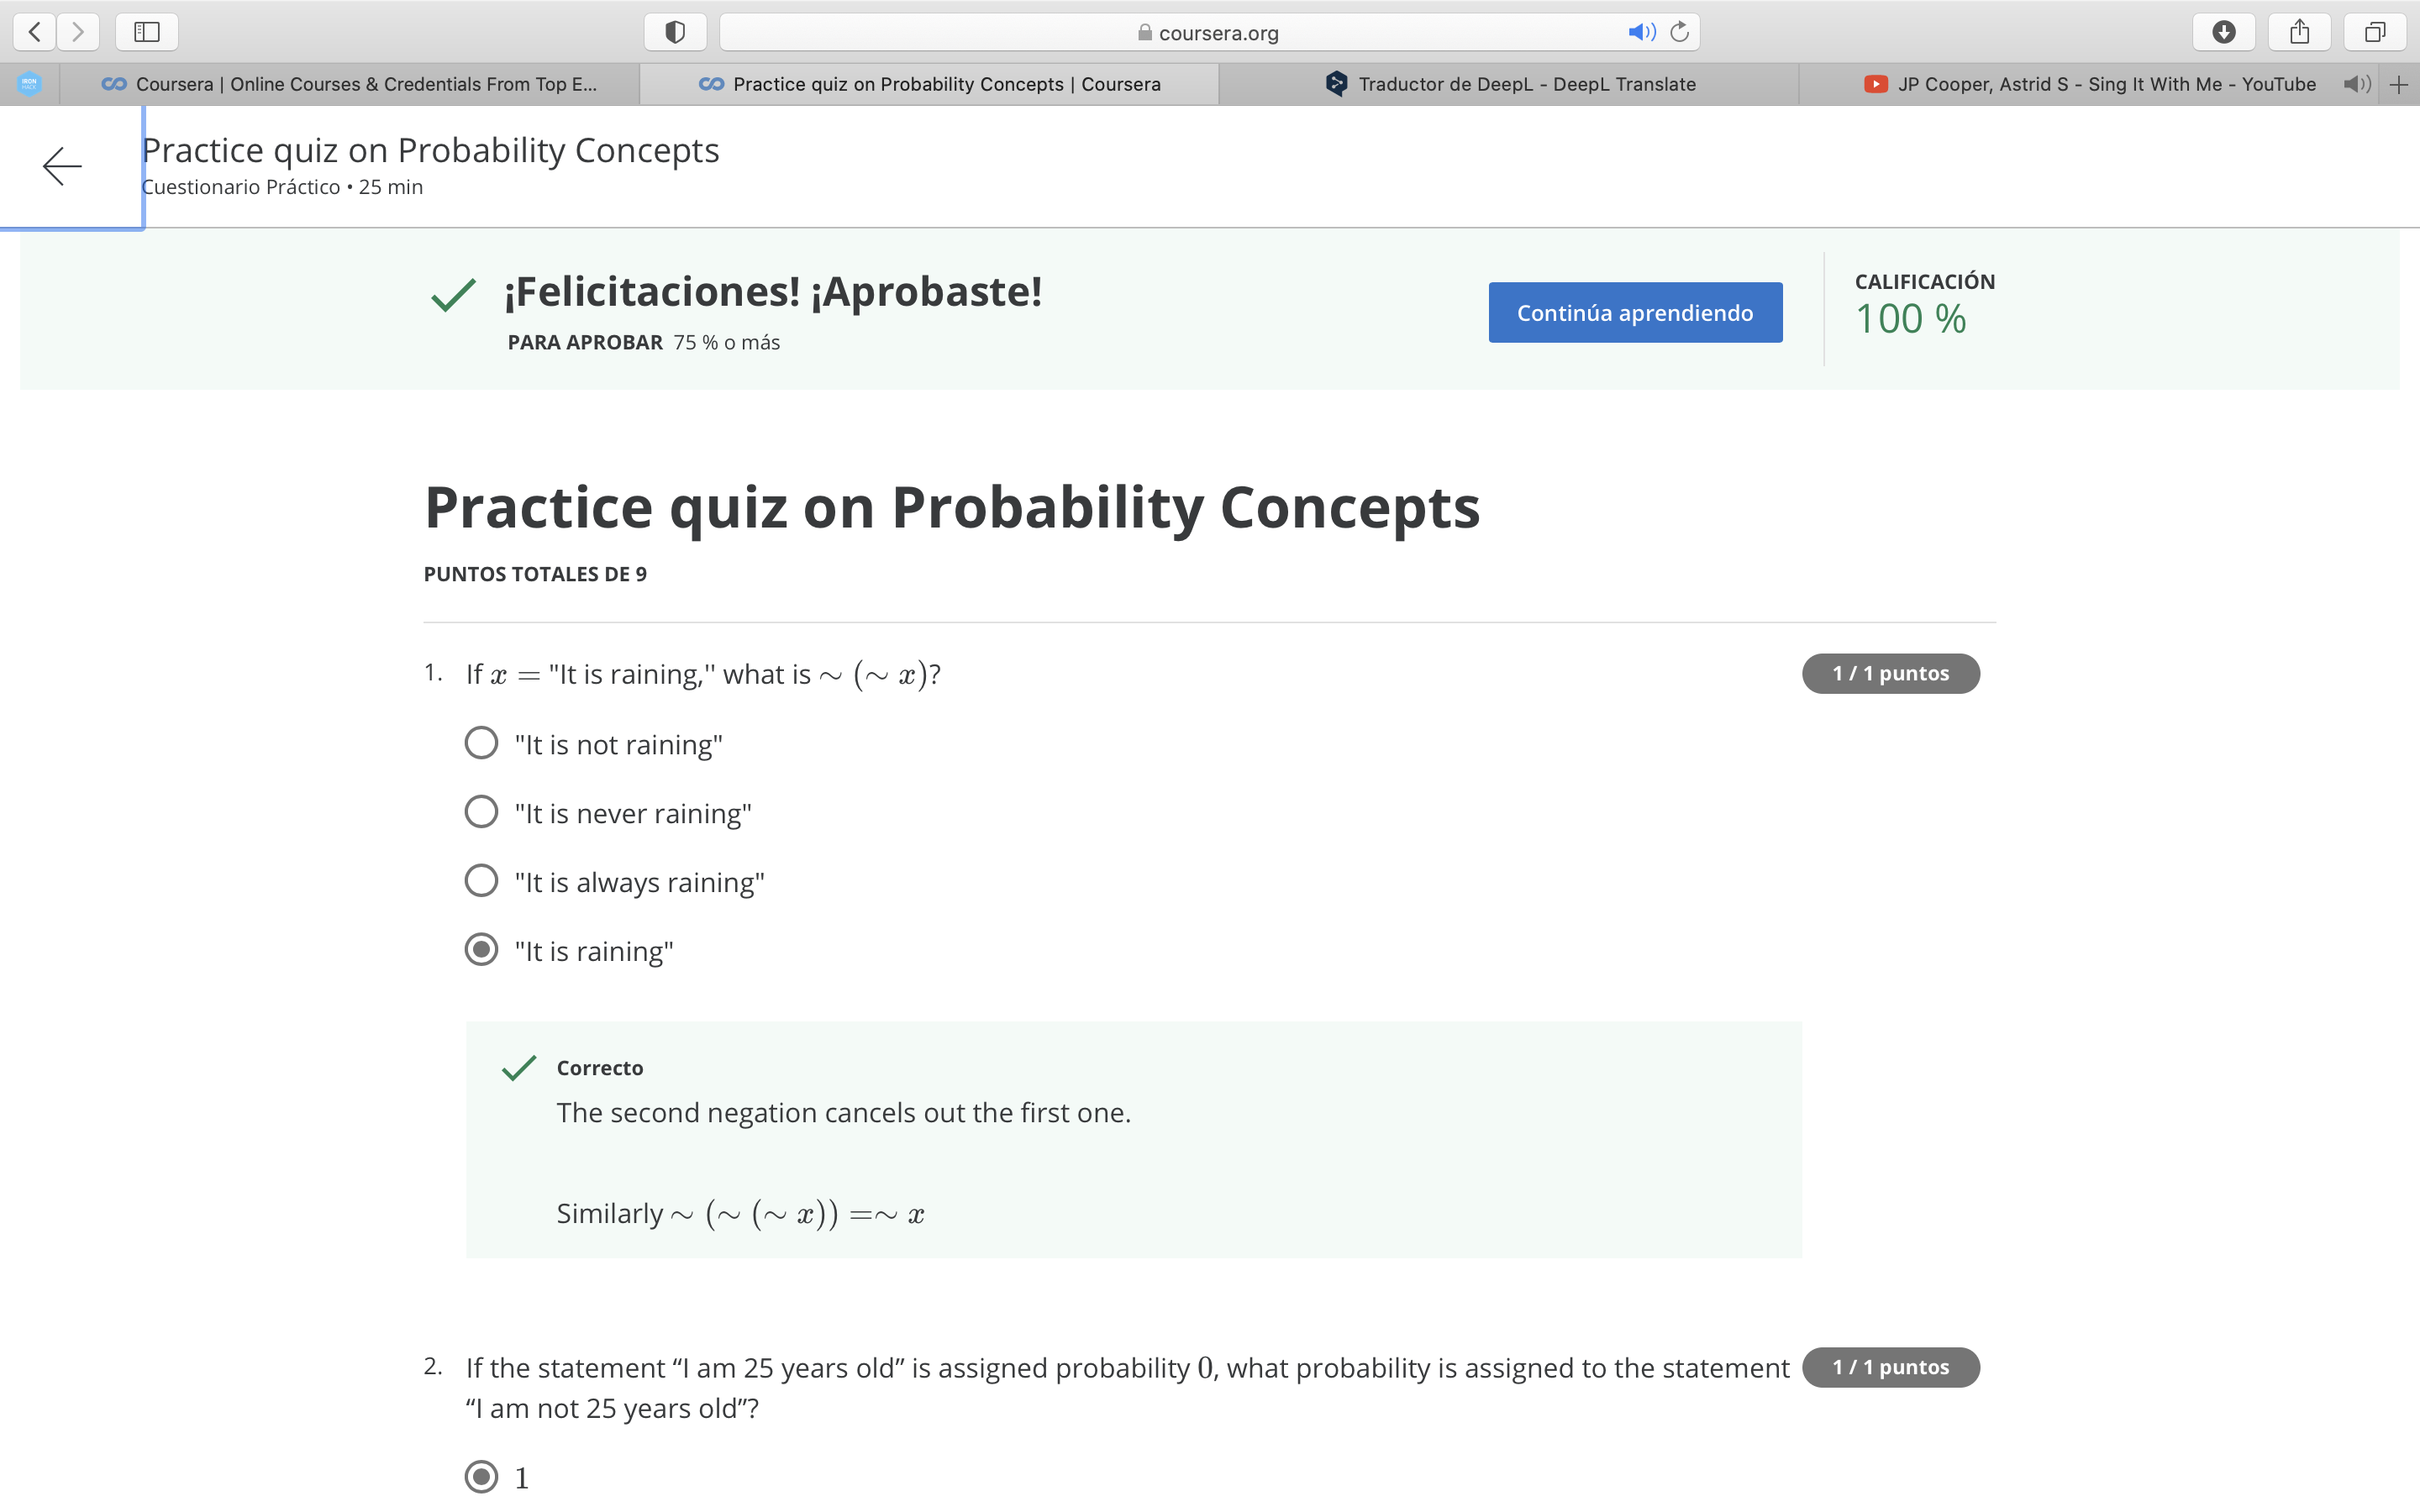 coursera.org
IRON HACK
Coursera | Online Courses & Credentials From Top E...
Practice quiz on Probability Concepts | Coursera
Traductor de DeepL - DeepL Translate
JP Cooper, Astrid S - Sing It With Me - YouTube
Practice quiz on Probability Concepts
Cuestionario Práctico • 25 min
¡Felicitaciones! ¡Aprobaste!
PARA APROBAR 75 % o más
Continúa aprendiendo
CALIFICACIÓN
100 %
Practice quiz on Probability Concepts
PUNTOS TOTALES DE 9
1. If x = "It is raining,'' what is ∼ (∼ x)?
1 / 1 puntos
"It is not raining"
"It is never raining"
"It is always raining"
"It is raining"
Correcto
The second negation cancels out the first one.
Similarly ∼ (∼ (∼ x)) =∼ x
2. If the statement “I am 25 years old” is assigned probability 0, what probability is assigned to the statement
“I am not 25 years old”?
1 / 1 puntos
1